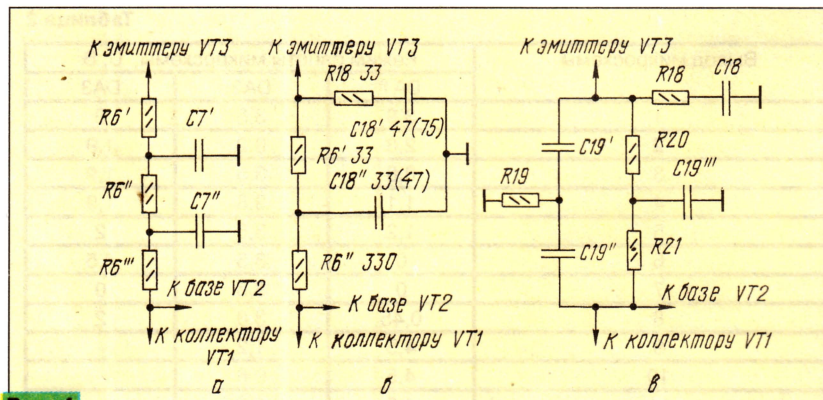 К эмиттеру VT3
R6'
C7'
R6"
C7"
R6"'
К базе VT2
К коллектору
VT1
а
К эмиттеру VT3
R18 33
C18' 47(75)
R6' 33
C18" 33(47)
R6" 330
К базе VT2
К коллектору VT1
б
К эмиттеру VT3
R18
C18
C19'
R20
R19
C19"'
C19"
R21
К базе VT2
К коллектору VT1
в